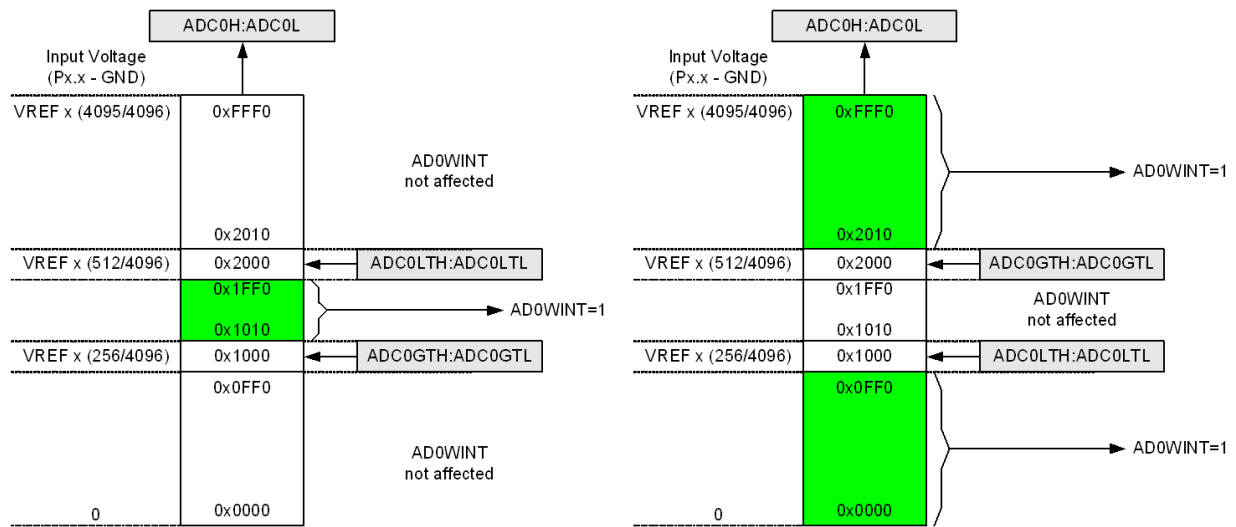 ADC0H:ADC0L
Input Voltage
(Px.x - GND)
VREF x (4095/4096)
0xFFF0
AD0WINT
not affected
0x2010
VREF x (512/4096)
0x2000
ADC0LTH:ADC0LTL
0x1FF0
AD0WINT=1
0x1010
VREF x (256/4096)
0x1000
ADC0GTH:ADC0GTL
0x0FF0
AD0WINT
not affected
0
0x0000
ADC0H:ADC0L
Input Voltage
(Px.x - GND)
VREF x (4095/4096)
0xFFF0
AD0WINT=1
0x2010
VREF x (512/4096)
0x2000
ADC0GTH:ADC0GTL
0x1FF0
AD0WINT
not affected
0x1010
VREF x (256/4096)
0x1000
ADC0LTH:ADC0LTL
0x0FF0
AD0WINT=1
0
0x0000